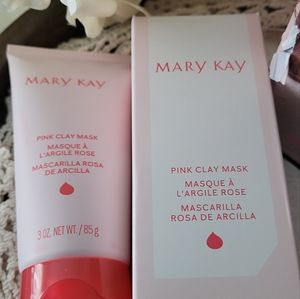 MARY KAY
PINK CLAY MASK
MASQUE À
L'ARGILE ROSE
MASCARILLA ROSA
DE ARCILLA
3 OZ. NET WT. / 85 g
MARY KAY
PINK CLAY MASK
MASQUE À
L'ARGILE ROSE
MASCARILLA
ROSA DE ARCILLA